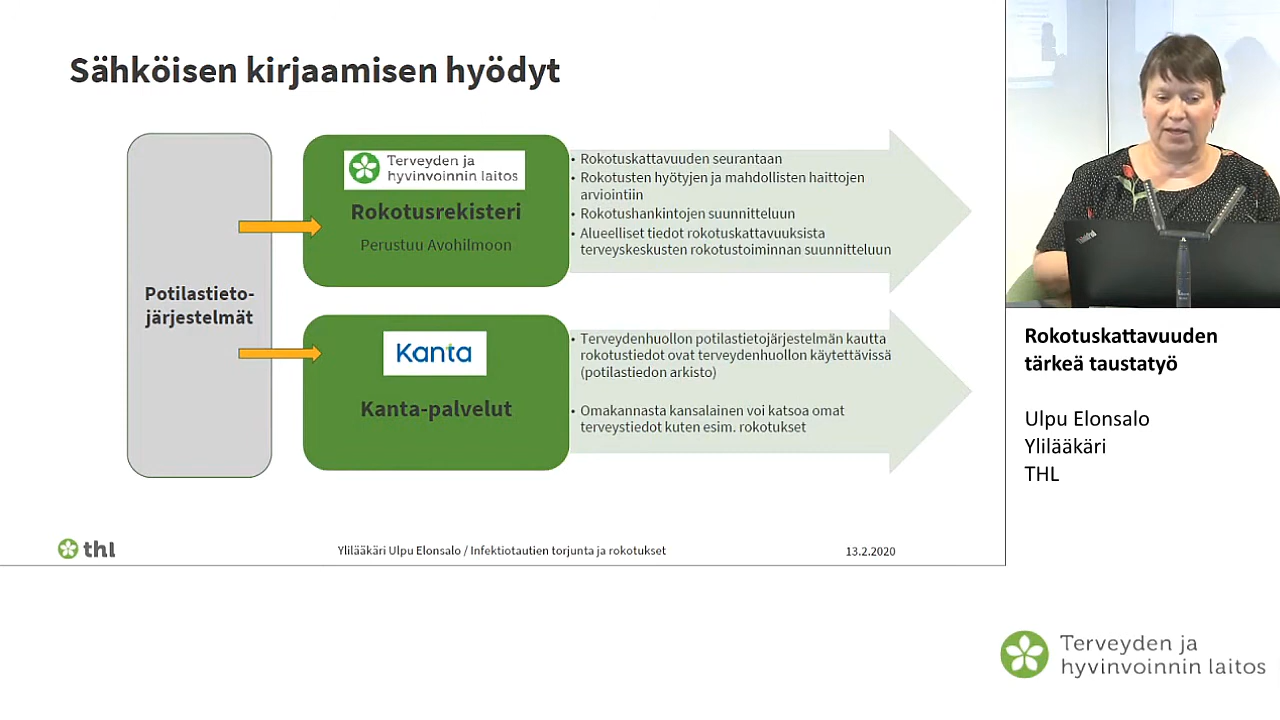 Sähköisen kirjaamisen hyödyt
Potilastieto-
järjestelmät
Terveyden ja
hyvinvoinnin laitos
Rokotusrekisteri
Perustuu Avohilmoon
• Rokotuskattavuuden seurantaan
• Rokotusten hyötyjen ja mahdollisten haittojen
arviointiin
• Rokotushankintojen suunnitteluun
• Alueelliset tiedot rokotuskattavuuksista
terveyskeskusten rokotustoiminnan suunnitteluun
Kanta
Kanta-palvelut
• Terveydenhuollon potilastietojärjestelmän kautta
rokotustiedot ovat terveydenhuollon käytettävissä
(potilastiedon arkisto)
• Omakannasta kansalainen voi katsoa omat
terveystiedot kuten esim. rokotukset
thl
Ylilääkäri Ulpu Elonsalo / Infektiotautien torjunta ja rokotukset
13.2.2020
ThinkPad
Rokotuskattavuuden
tärkeä taustatyö
Ulpu Elonsalo
Ylilääkäri
THL
Terveyden ja
hyvinvoinnin laitos